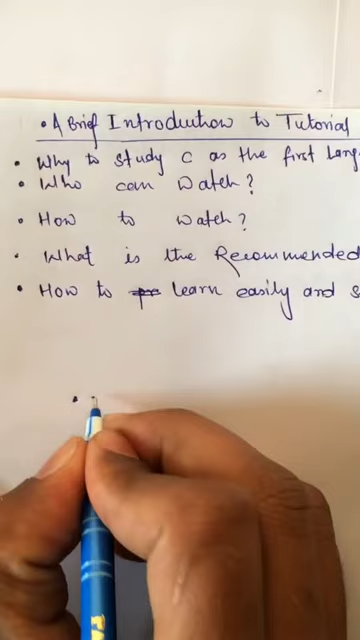 • A Brief Introduction to Tutorial
• Why to study C as the first Lang
• Who can watch?
• How to watch?
• What is the Recommended
• How to learn easily and s